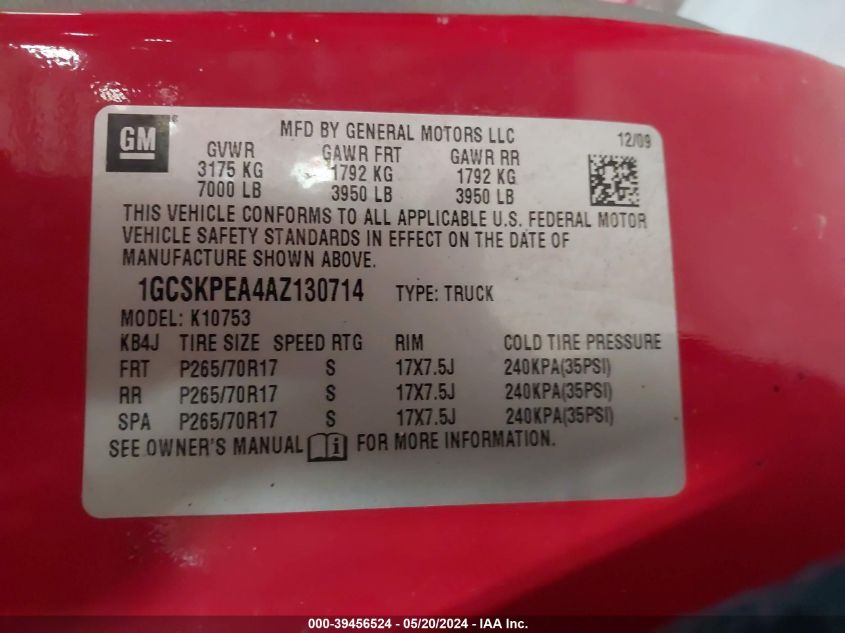 GM
MFD BY GENERAL MOTORS LLC 12/09
GVWR GAWR FRT GAWR RR
3175 KG 1792 KG 1792 KG
7000 LB 3950 LB 3950 LB
THIS VEHICLE CONFORMS TO ALL APPLICABLE U.S. FEDERAL MOTOR
VEHICLE SAFETY STANDARDS IN EFFECT ON THE DATE OF
MANUFACTURE SHOWN ABOVE.
1GCSKPEA4AZ130714 TYPE: TRUCK
MODEL: K10753
KB4J TIRE SIZE SPEED RTG RIM COLD TIRE PRESSURE
FRT P265/70R17 S 17X7.5J 240KPA(35PSI)
RR P265/70R17 S 17X7.5J 240KPA(35PSI)
SPA P265/70R17 S 17X7.5J 240KPA(35PSI)
SEE OWNER'S MANUAL i FOR MORE INFORMATION.
000-39456524 - 05/20/2024 - IAA Inc.